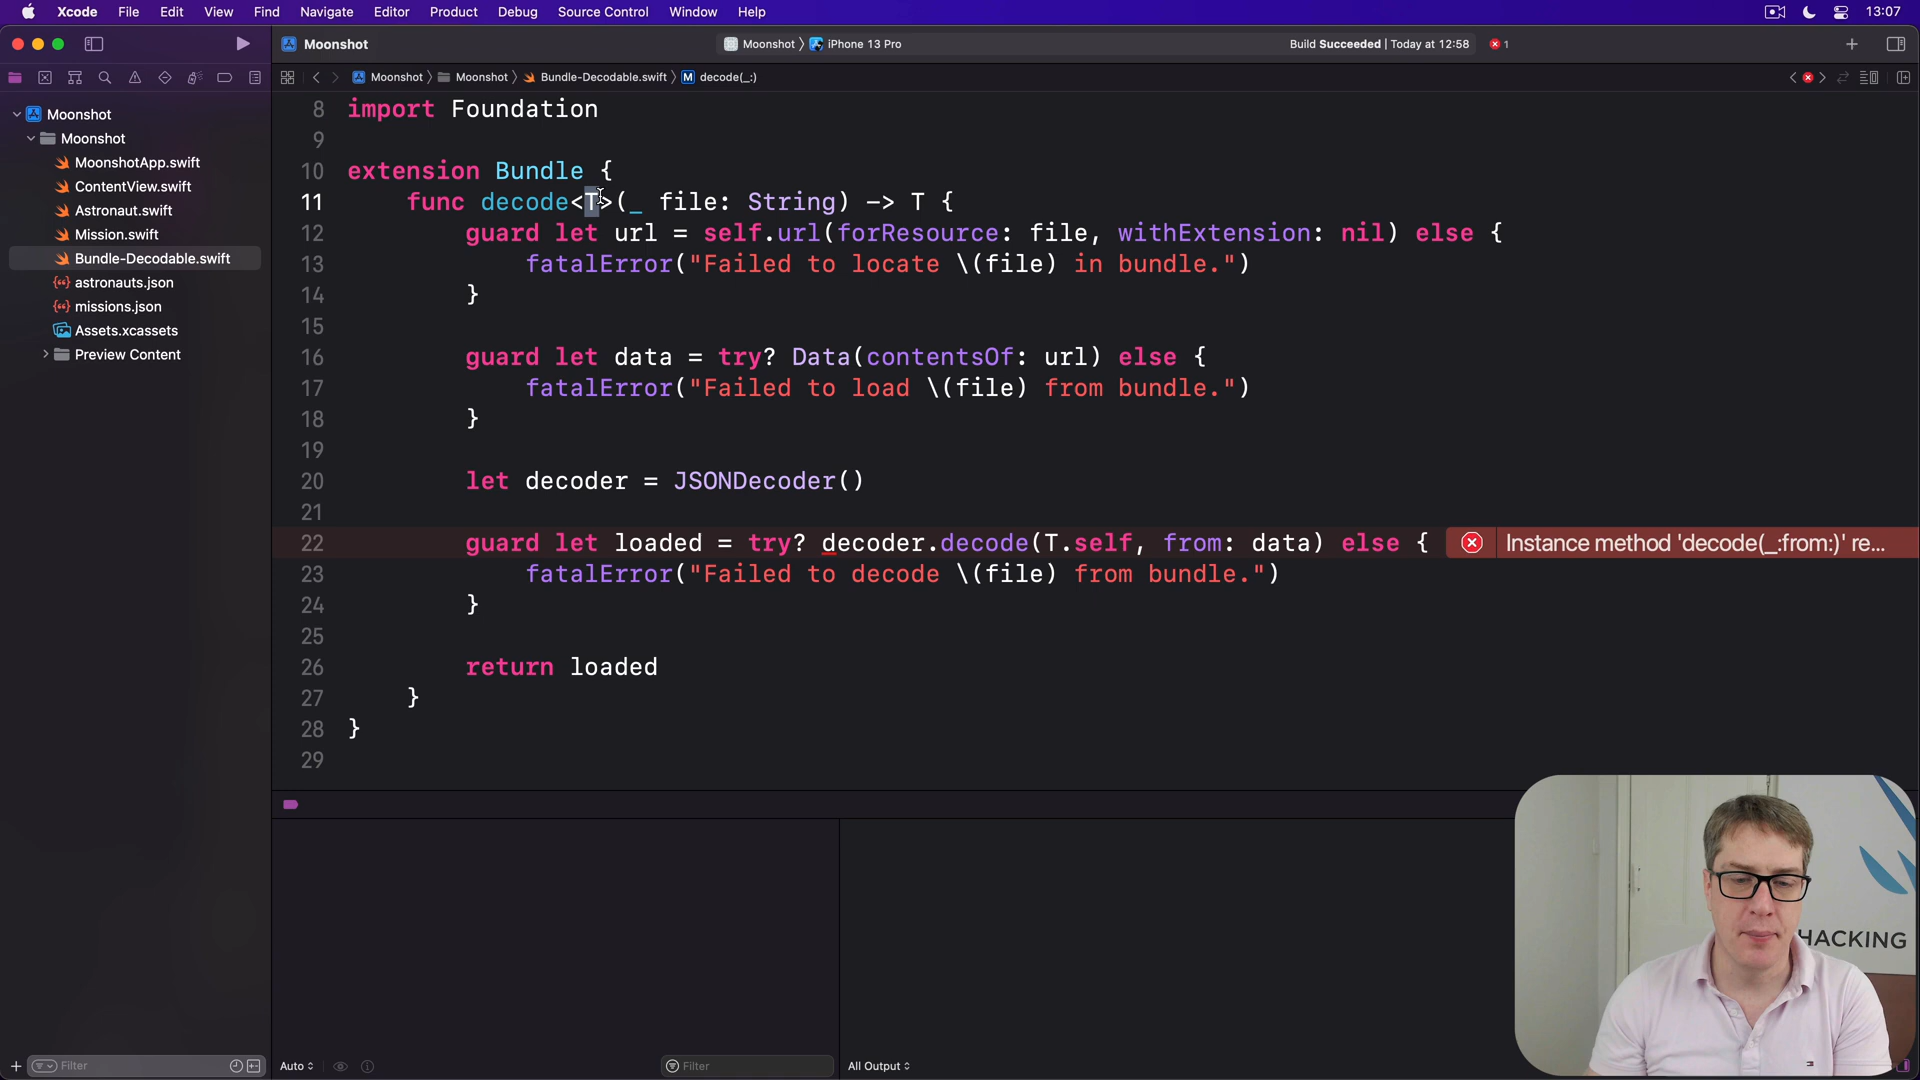 Xcode File Edit View Find Navigate Editor Product Debug Source Control Window Help 13:07
Moonshot Moonshot iPhone 13 Pro Build Succeeded | Today at 12:58 1
Moonshot Moonshot Bundle-Decodable.swift M decode(_:)
Moonshot
Moonshot
MoonshotApp.swift
ContentView.swift
Astronaut.swift
Mission.swift
Bundle-Decodable.swift
astronauts.json
missions.json
Assets.xcassets
Preview Content
8 import Foundation
9
10 extension Bundle {
11 func decode<T>(_ file: String) -> T {
12 guard let url = self.url(forResource: file, withExtension: nil) else {
13 fatalError("Failed to locate \(file) in bundle.")
14 }
15
16 guard let data = try? Data(contentsOf: url) else {
17 fatalError("Failed to load \(file) from bundle.")
18 }
19
20 let decoder = JSONDecoder()
21
22 guard let loaded = try? decoder.decode(T.self, from: data) else { Instance method 'decode(_:from:)' re...
23 fatalError("Failed to decode \(file) from bundle.")
24 }
25
26 return loaded
27 }
28 }
29
HACKING
Filter Auto Filter All Output